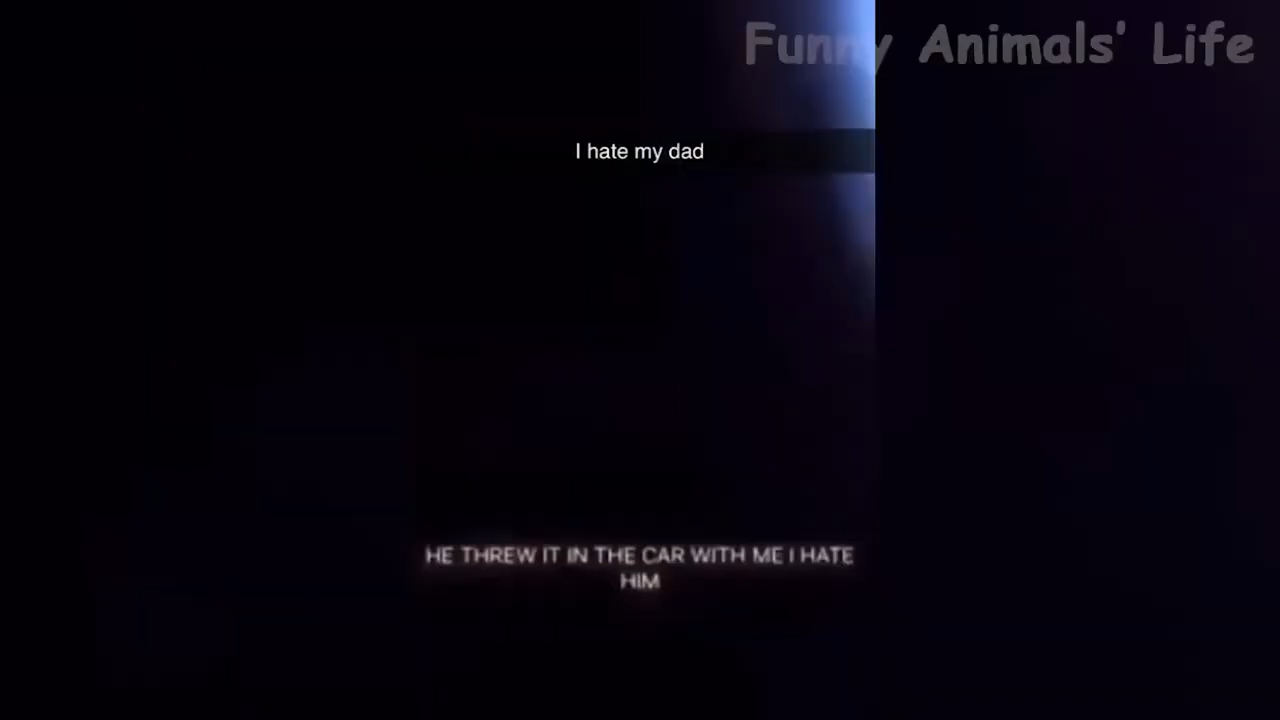 Funny Animals' Life
I hate my dad
HE THREW IT IN THE CAR WITH ME I HATE
HIM